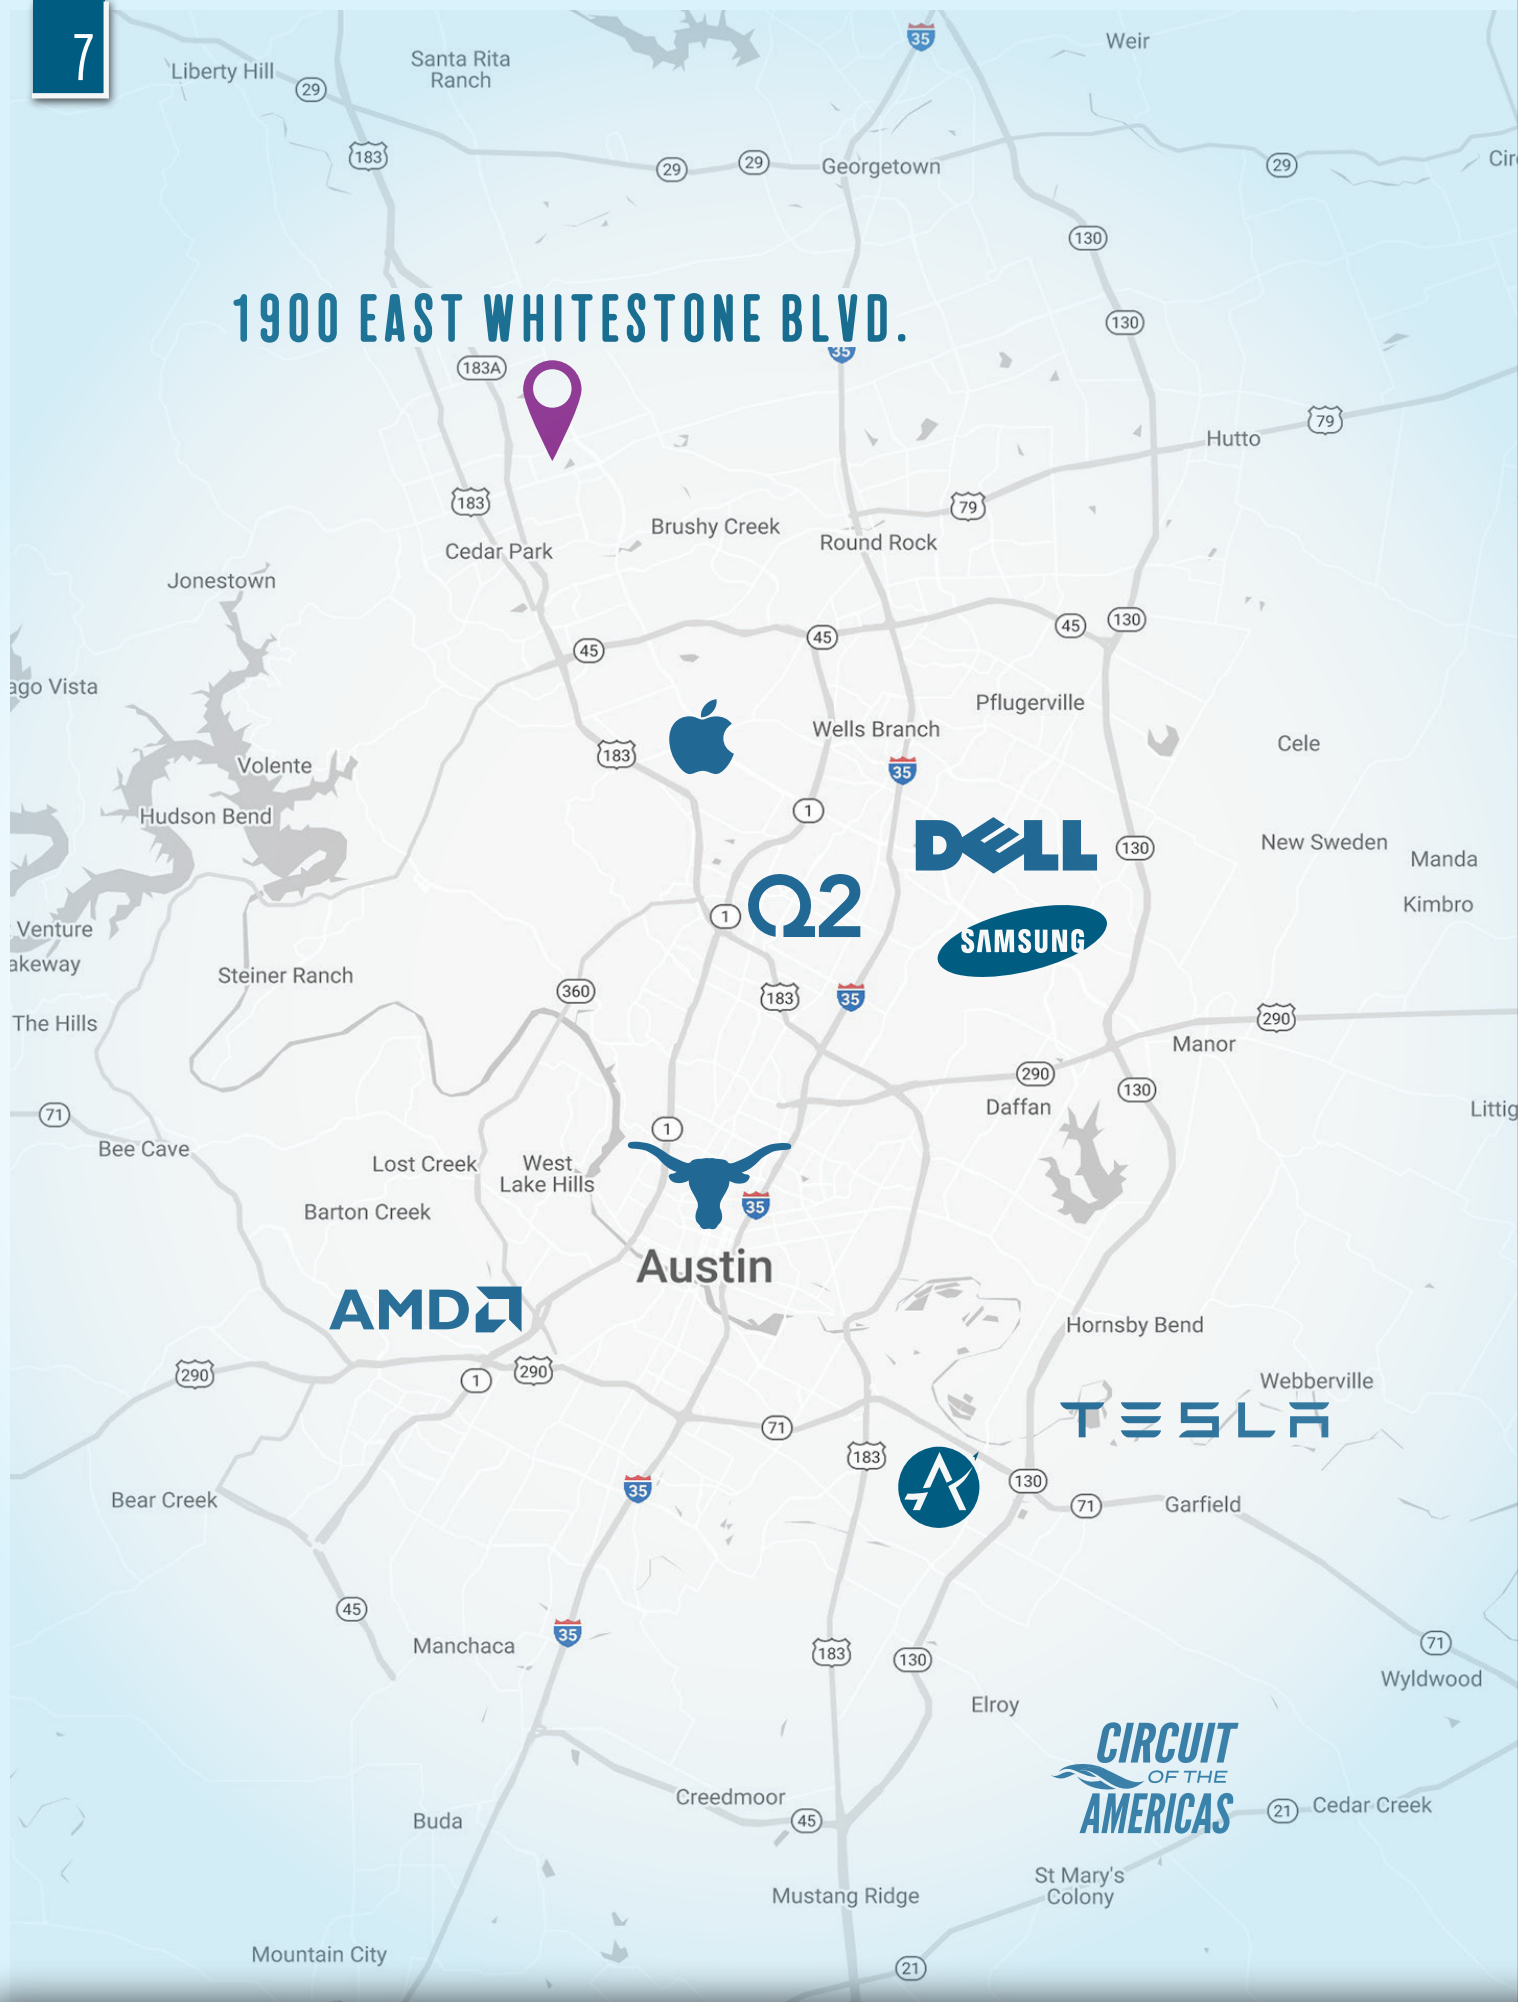 7
Weir
35
Santa Rita
Ranch
Liberty Hill
29
183
29
29
Georgetown
29
130
1900 EAST WHITESTONE BLVD.
130
35
183A
79
Hutto
183
79
Brushy Creek
Round Rock
Cedar Park
Jonestown
130
45
45
45
ago Vista
Pflugerville
Wells Branch
Cele
183
Volente
35
1
Hudson Bend
DELL
130
New Sweden
Manda
Q2
Kimbro
1
Venture
SAMSUNG
akeway
Steiner Ranch
360
183
35
The Hills
290
Manor
290
130
Daffan
Littig
71
1
Bee Cave
Lost Creek
West
Lake Hills
35
Barton Creek
Austin
AMD
Hornsby Bend
290
290
1
Webberville
TESLA
71
183
130
35
Bear Creek
71
Garfield
45
35
Manchaca
71
183
130
Wyldwood
Elroy
CIRCUIT
OF THE
AMERICAS
Creedmoor
Buda
45
21
Cedar Creek
St Mary's
Colony
Mustang Ridge
Mountain City
21